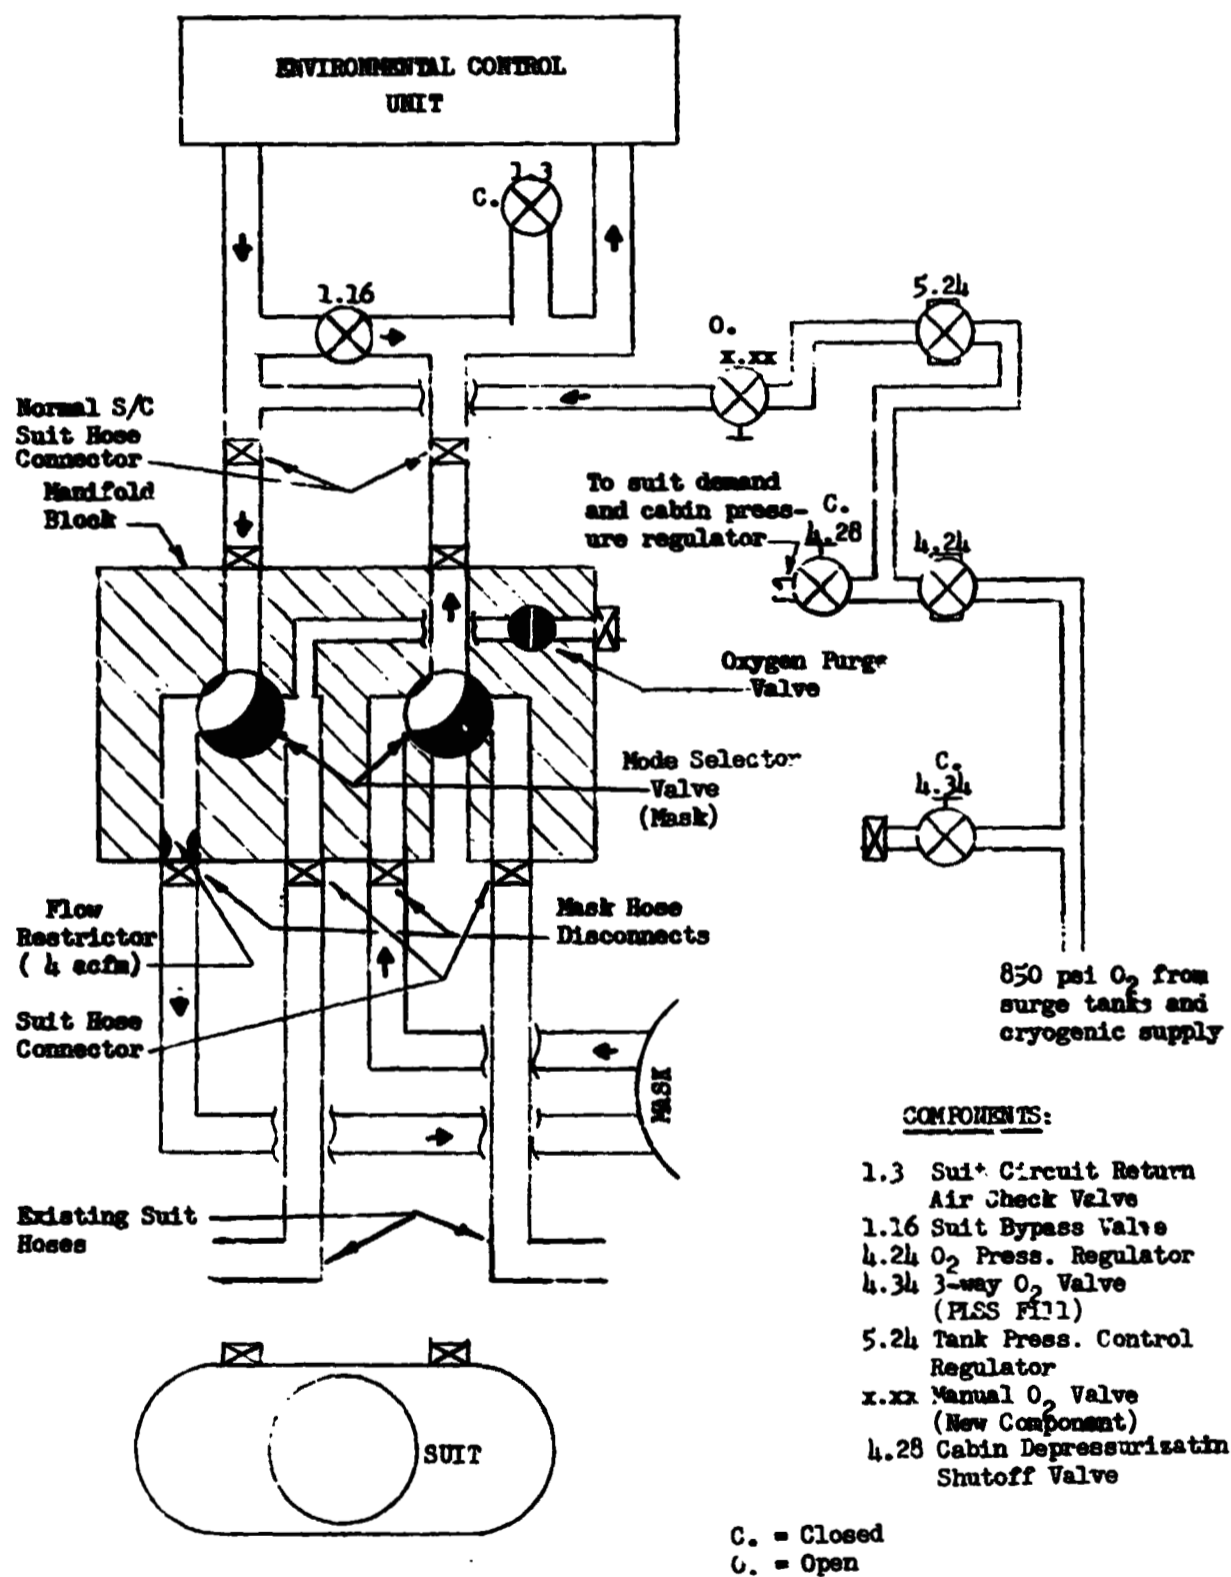 ENVIRONMENTAL CONTROL
UNIT
1.3
C.
1.16
5.24
O.
x.xx
Normal S/C
Suit Hose
Connector
Manifold
Block
To suit demand
and cabin press-
ure regulator
C.
4.28
4.24
Oxygen Purge
Valve
Mode Selector
Valve
(Mask)
C.
4.34
Flow
Restrictor
( 4 acfm)
Mask Hose
Disconnects
Suit Hose
Connector
850 psi O2 from
surge tanks and
cryogenic supply
MASK
COMPONENTS:
1.3 Suit Circuit Return
Air Check Valve
1.16 Suit Bypass Valve
4.24 O2 Press. Regulator
4.34 3-way O2 Valve
(PLSS Fill)
5.24 Tank Press. Control
Regulator
x.xx Manual O2 Valve
(New Component)
4.28 Cabin Depressurizatin
Shutoff Valve
Existing Suit
Hoses
SUIT
C. = Closed
O. = Open